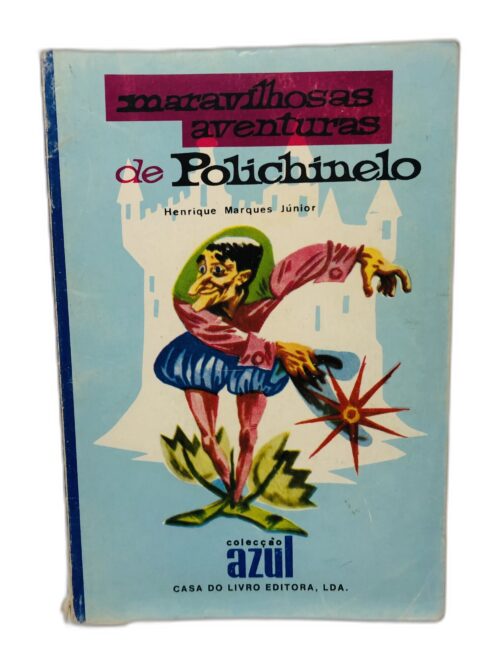 maravilhosas
aventuras
de Polichinelo
Henrique Marques Júnior
colecção
azul
CASA DO LIVRO EDITORA, LDA.